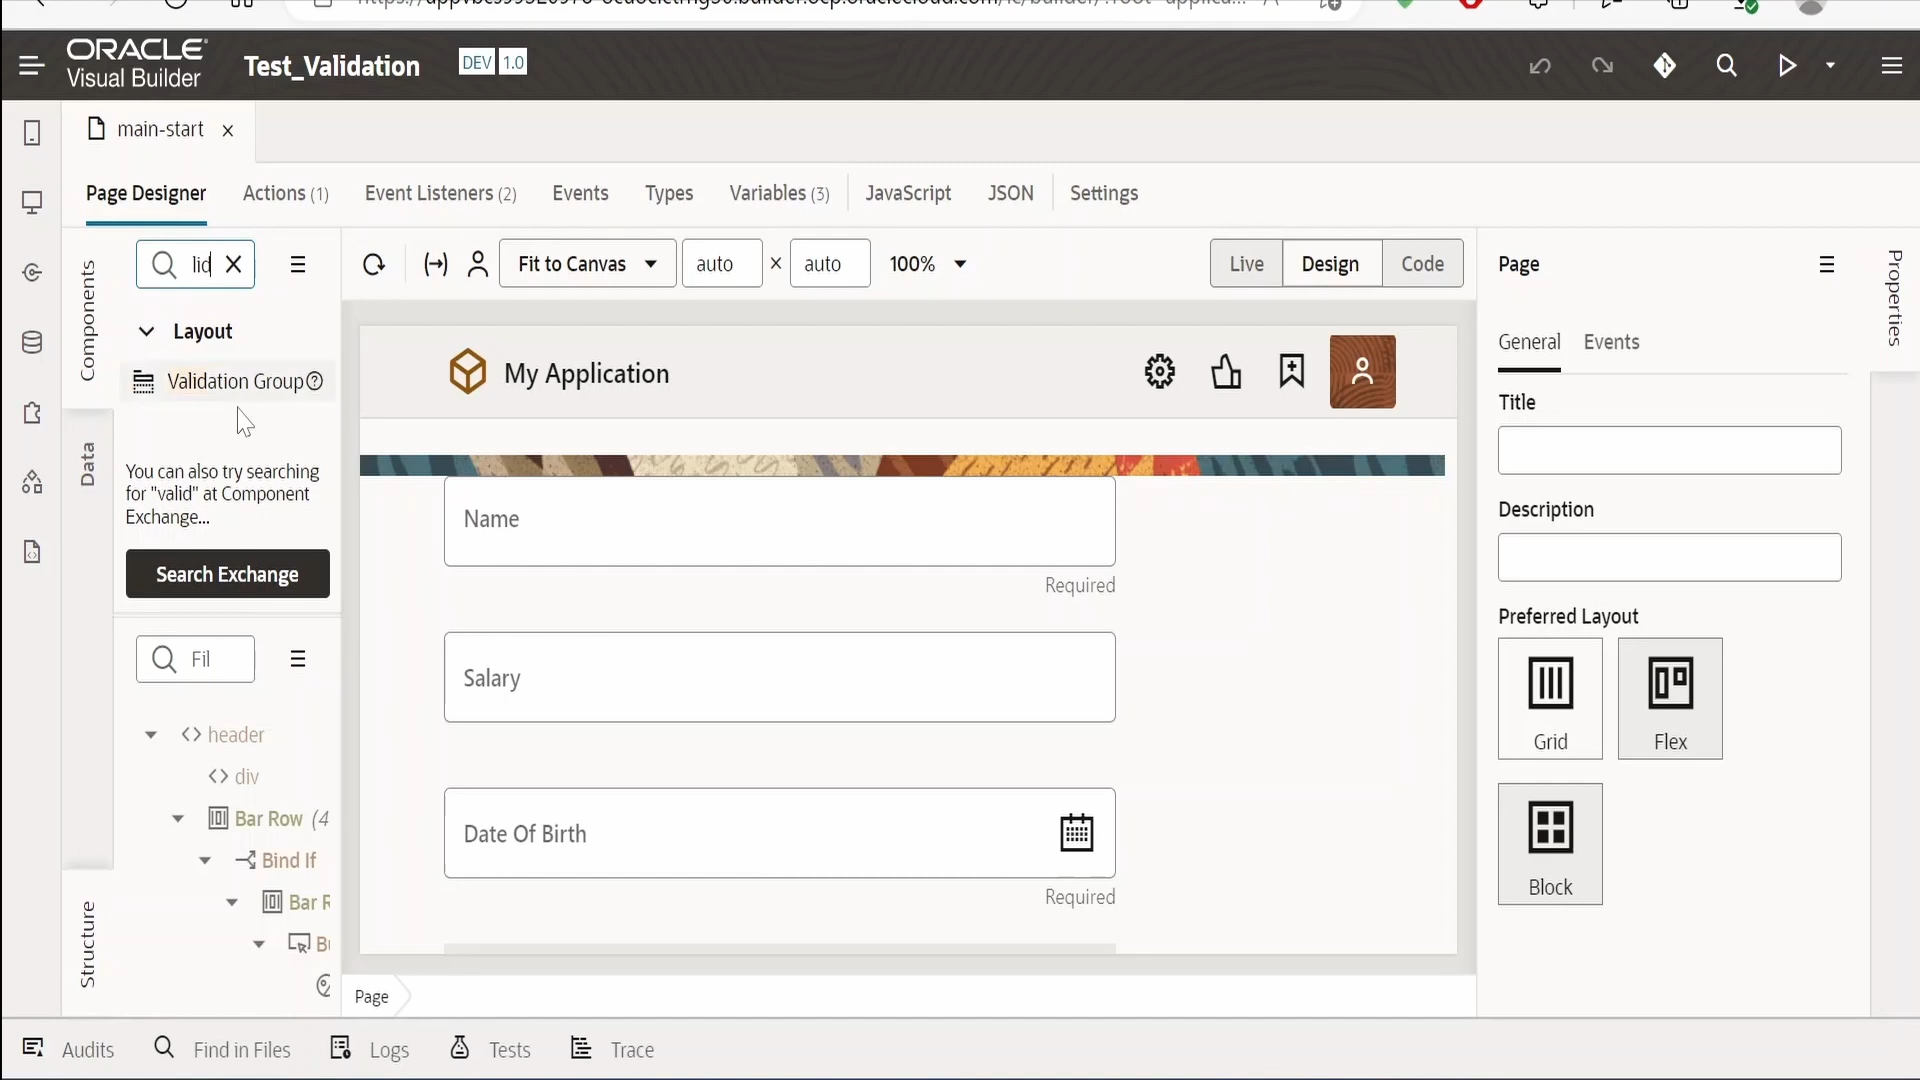 ORACLE
Visual Builder
Test_Validation
DEV 1.0
main-start
Page Designer
Actions (1)
Event Listeners (2)
Events
Types
Variables (3)
JavaScript
JSON
Settings
Components
Data
Structure
lid
Layout
Validation Group
You can also try searching
for "valid" at Component
Exchange...
Search Exchange
Fil
header
div
Bar Row (4
Bind If
Bar R
Bu
Fit to Canvas
auto × auto
100%
Live
Design
Code
My Application
Name
Required
Salary
Date Of Birth
Required
Page
Page
General
Events
Title
Description
Preferred Layout
Grid
Flex
Block
Properties
Audits
Find in Files
Logs
Tests
Trace